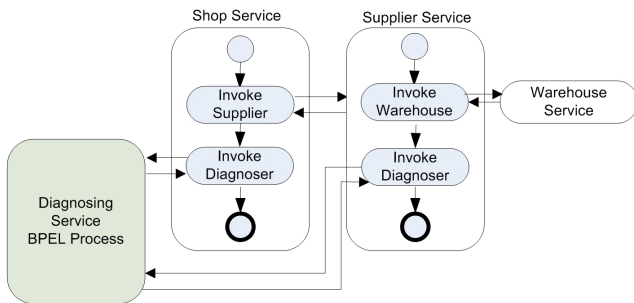 Shop Service
Supplier Service
Invoke
Supplier
Invoke
Diagnoser
Invoke
Warehouse
Invoke
Diagnoser
Warehouse
Service
Diagnosing
Service
BPEL Process